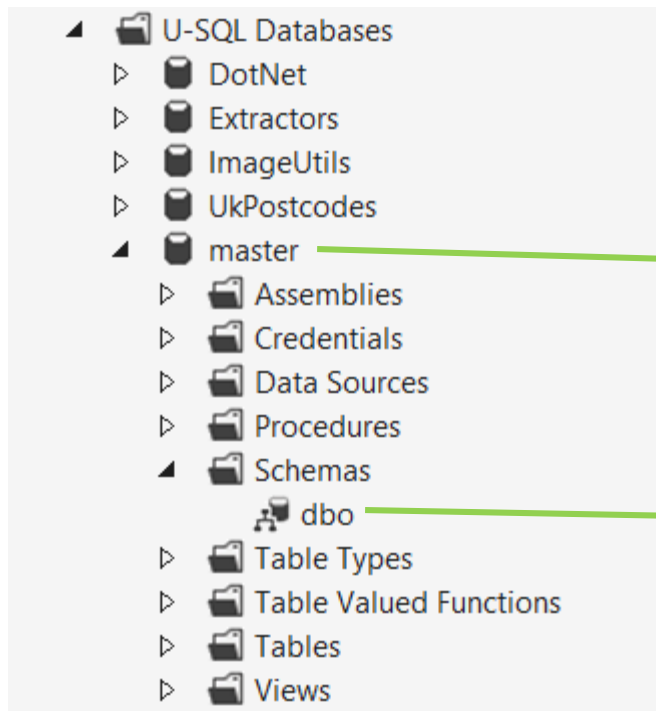 U-SQL Databases
DotNet
Extractors
ImageUtils
UkPostcodes
master
Assemblies
Credentials
Data Sources
Procedures
Schemas
dbo
Table Types
Table Valued Functions
Tables
Views